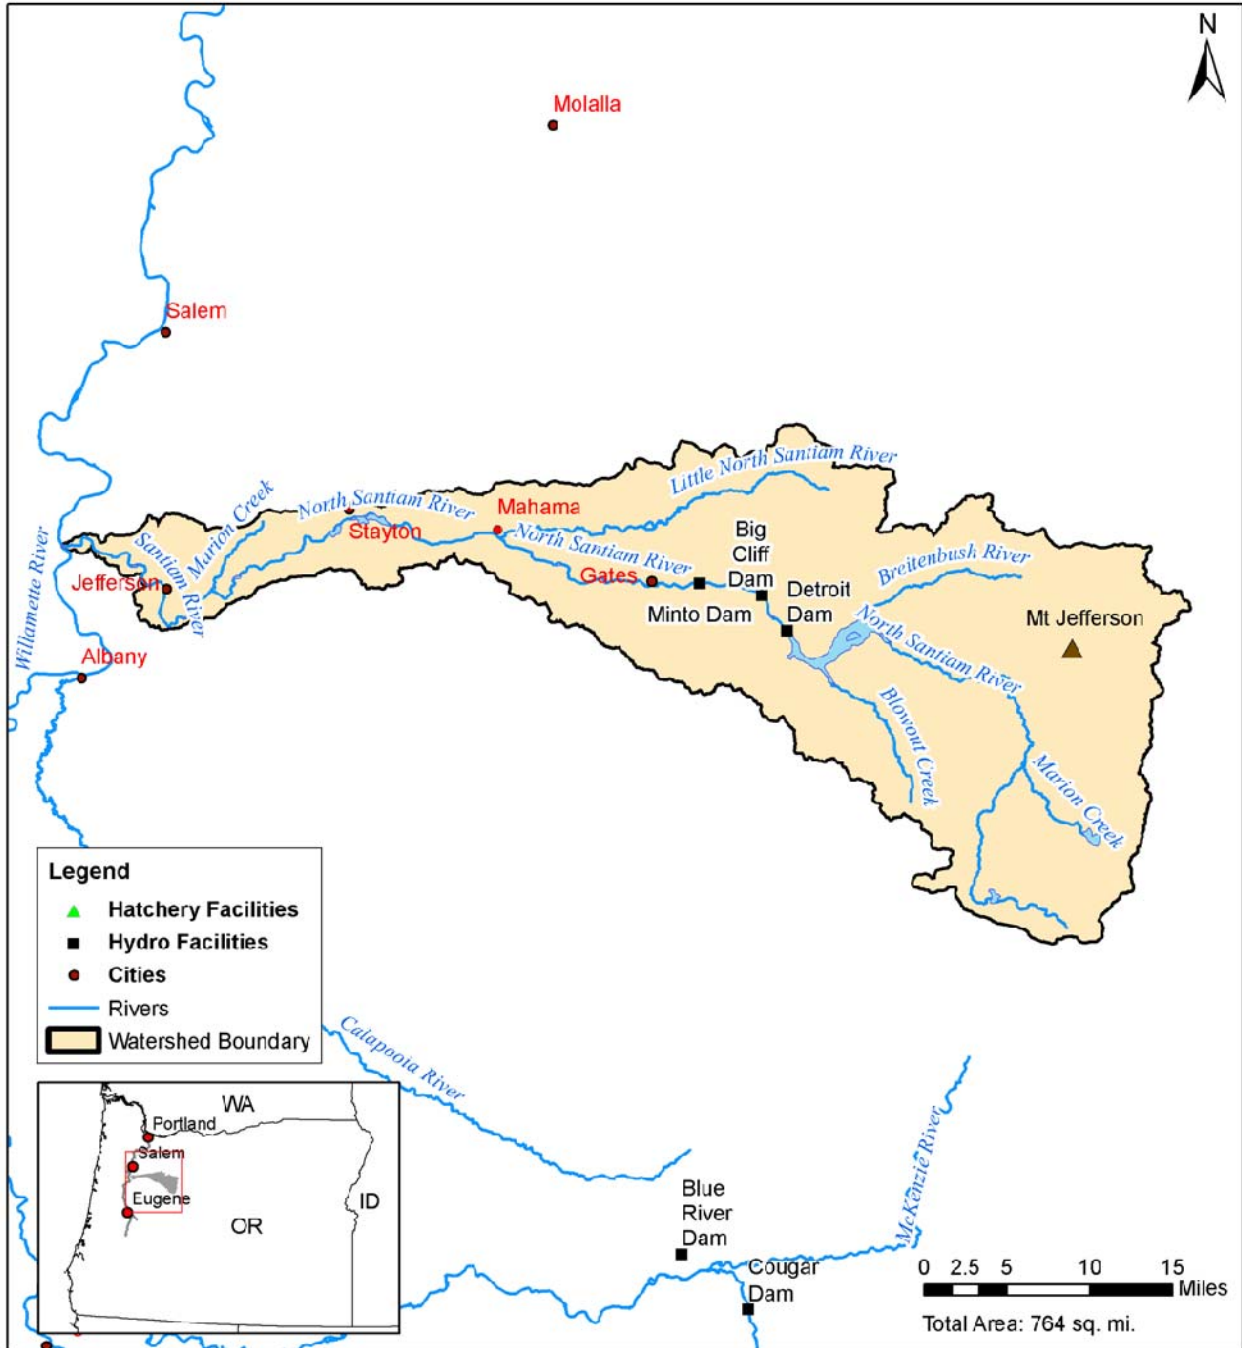 N
Molalla
Salem
Little North Santiam River
Marion Creek
North Santiam River
Mahama
Stayton
North Santiam River
Big
Cliff
Dam
Santiam River
Willamette River
Jefferson
Gates
Minto Dam
Detroit
Dam
Breitenbush River
Mt Jefferson
North Santiam River
Albany
Blowout Creek
Marion Creek
Legend
Hatchery Facilities
Hydro Facilities
Cities
Rivers
Watershed Boundary
Calapooia River
WA
Portland
Salem
Eugene
OR
ID
Blue
River
Dam
McKenzie River
Cougar
Dam
0 2.5 5 10 15
Miles
Total Area: 764 sq. mi.